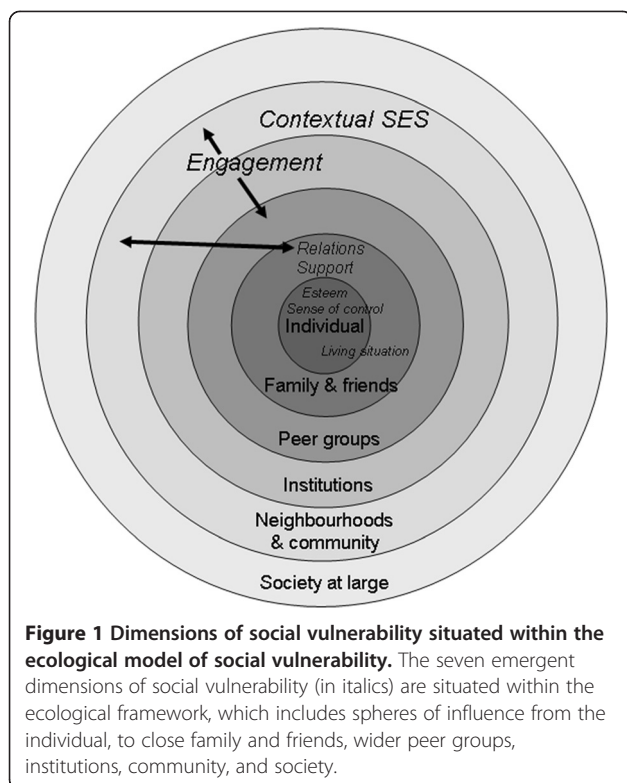 Contextual SES
Engagement
Relations
Support
Esteem
Sense of control
Individual
Living situation
Family & friends
Peer groups
Institutions
Neighbourhoods
& community
Society at large
Figure 1 Dimensions of social vulnerability situated within the
ecological model of social vulnerability. The seven emergent
dimensions of social vulnerability (in italics) are situated within the
ecological framework, which includes spheres of influence from the
individual, to close family and friends, wider peer groups,
institutions, community, and society.